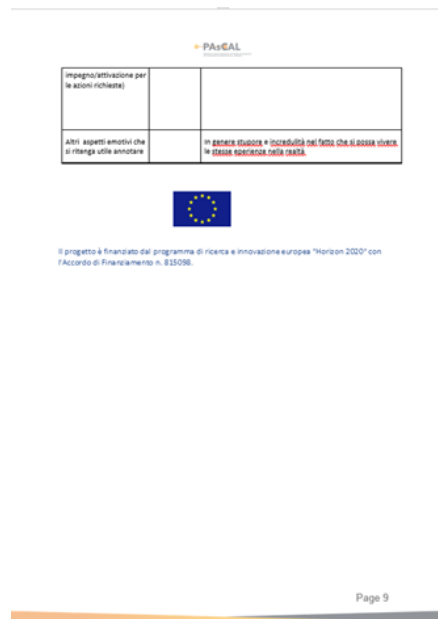 PAsCAL
impegno/attivazione per
le azioni richieste)
Altri aspetti emotivi che
si ritenga utile annotare
In genere stupore e incredulità nel fatto che si possa vivere
le stesse eperienze nella realtà.
Il progetto è finanziato dal programma di ricerca e innovazione europea "Horizon 2020" con
l'Accordo di Finanziamento n. 815098.
Page 9